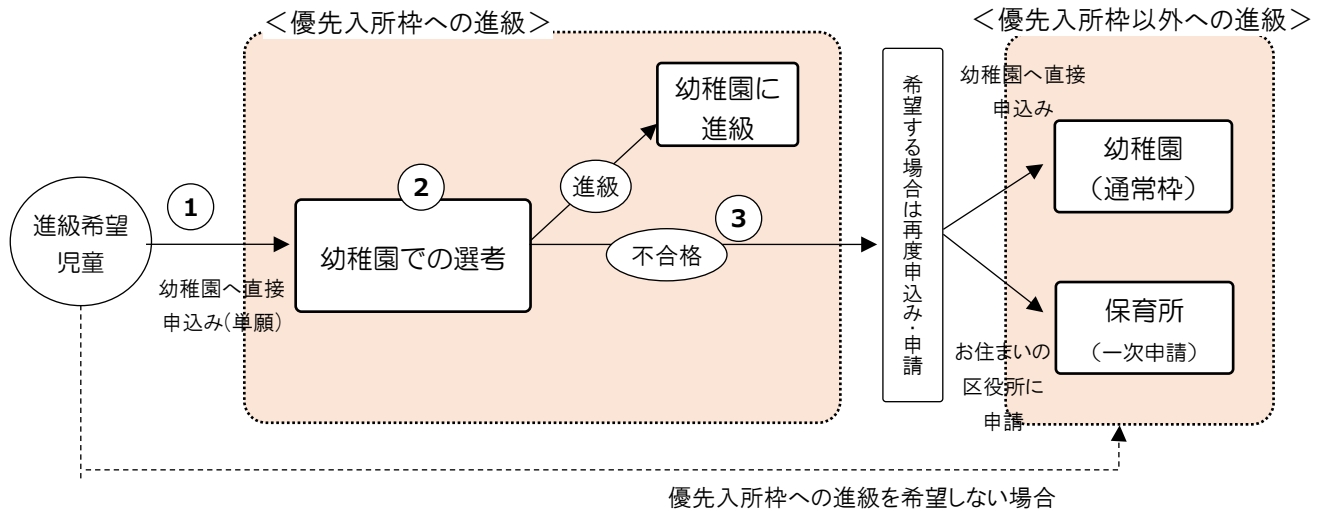 ＜優先入所枠への進級＞
＜優先入所枠以外への進級＞
進級希望
児童
1
幼稚園へ直接
申込み(単願)
2
幼稚園での選考
進級
幼稚園に
進級
不合格
3
希望する場合は再度申込み・申請
幼稚園へ直接
申込み
幼稚園
（通常枠）
保育所
（一次申請）
お住まいの
区役所に
申請
優先入所枠への進級を希望しない場合